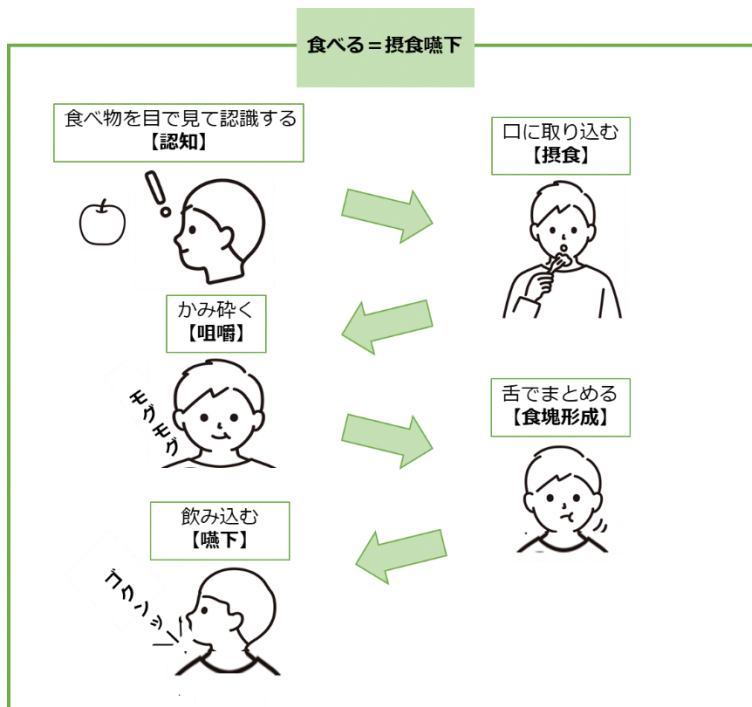 食べる＝摂食嚥下
食べ物を目で見て認識する
【認知】
口に取り込む
【摂食】
かみ砕く
【咀嚼】
モグモグ
舌でまとめる
【食塊形成】
飲み込む
【嚥下】
ゴクンッ